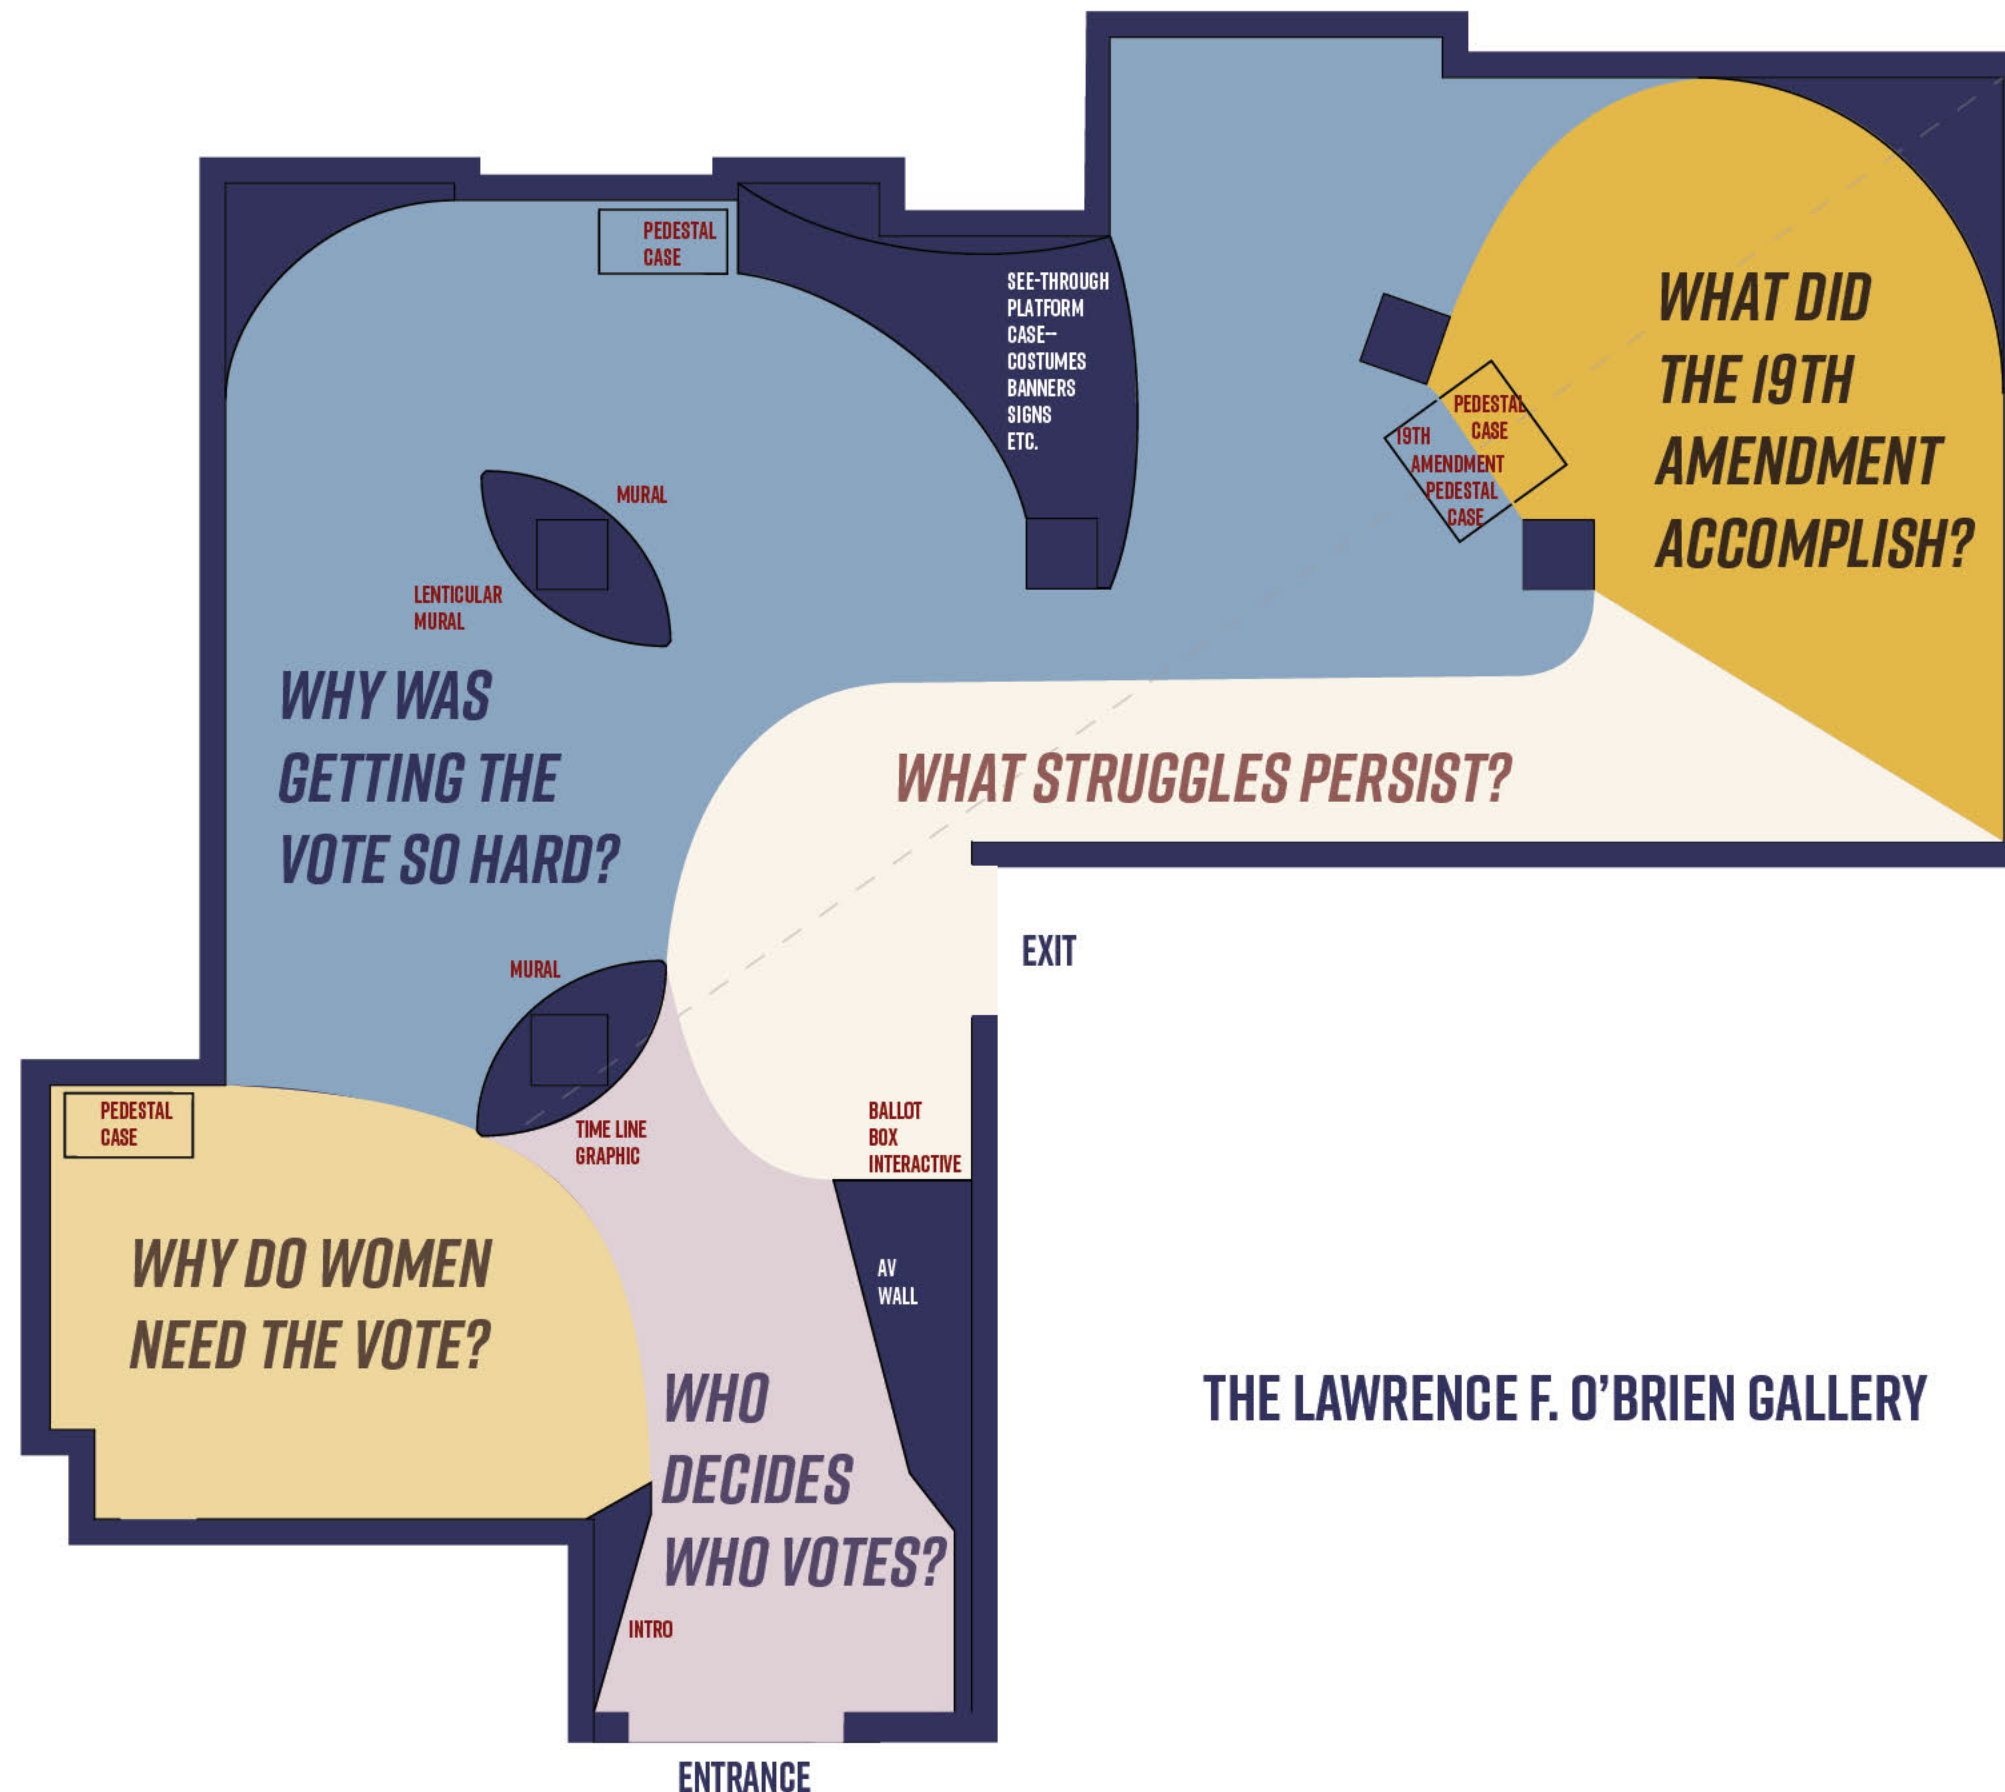 PEDESTAL
CASE
SEE-THROUGH
PLATFORM
CASE--
COSTUMES
BANNERS
SIGNS
ETC.
WHAT DID
THE 19TH
AMENDMENT
ACCOMPLISH?
PEDESTAL
CASE
19TH
AMENDMENT
PEDESTAL
CASE
MURAL
LENTICULAR
MURAL
WHY WAS
GETTING THE
VOTE SO HARD?
WHAT STRUGGLES PERSIST?
EXIT
MURAL
TIME LINE
GRAPHIC
BALLOT
BOX
INTERACTIVE
PEDESTAL
CASE
WHY DO WOMEN
NEED THE VOTE?
AV
WALL
WHO
DECIDES
WHO VOTES?
THE LAWRENCE F. O'BRIEN GALLERY
INTRO
ENTRANCE